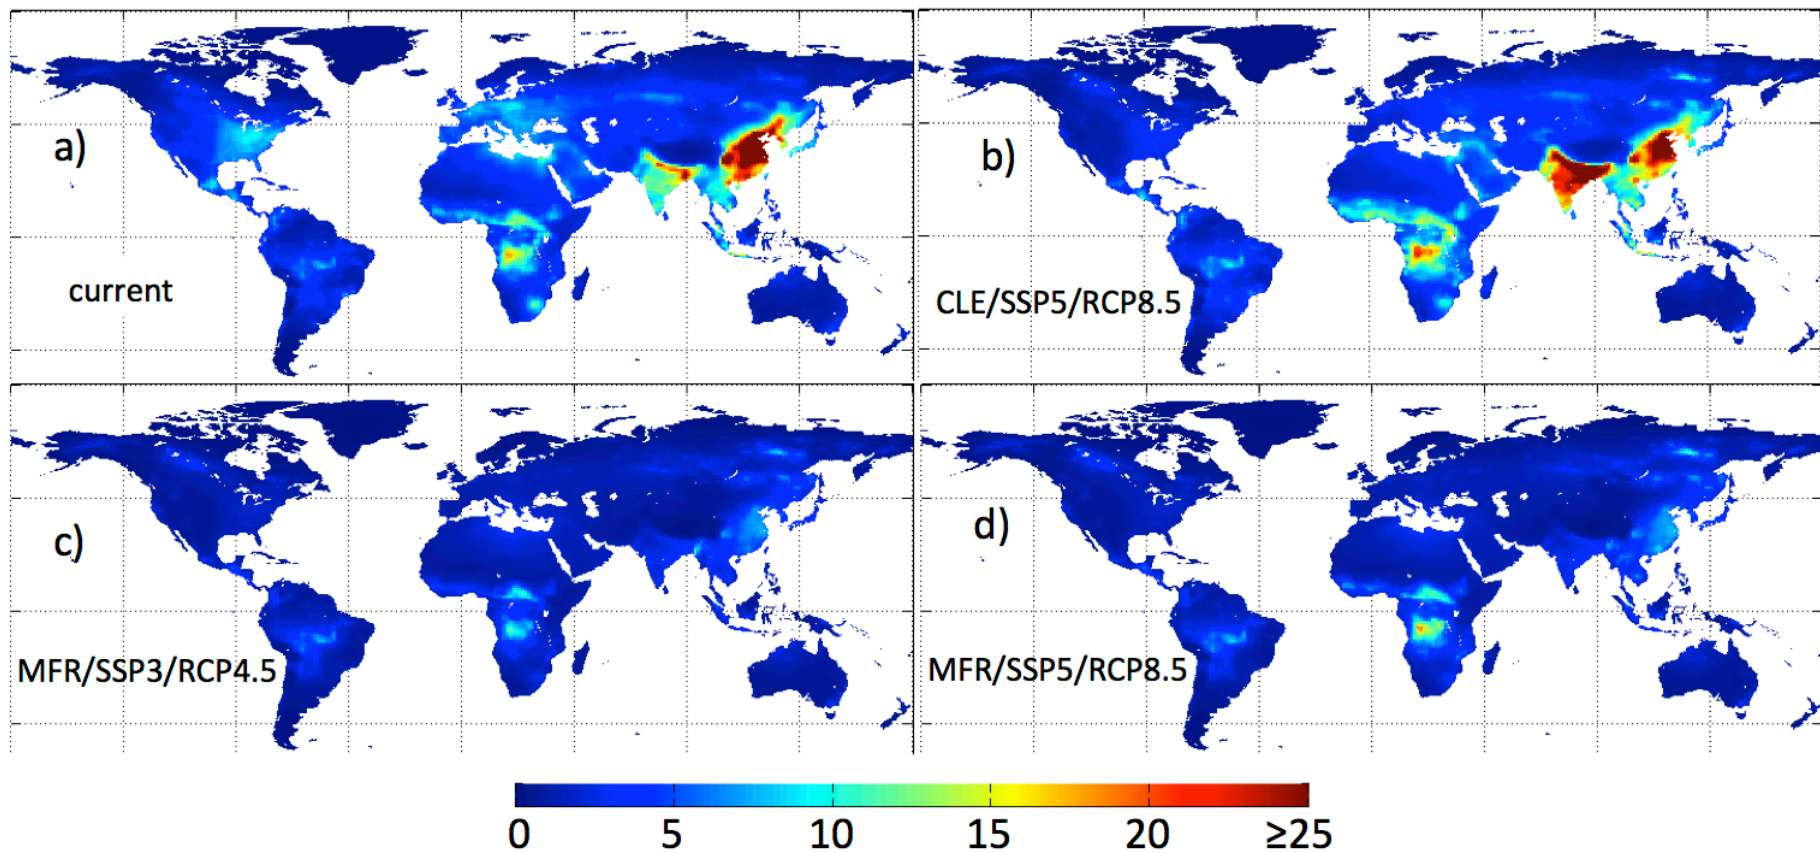 a)
current
b)
CLE/SSP5/RCP8.5
c)
MFR/SSP3/RCP4.5
d)
MFR/SSP5/RCP8.5
0 5 10 15 20 ≥25